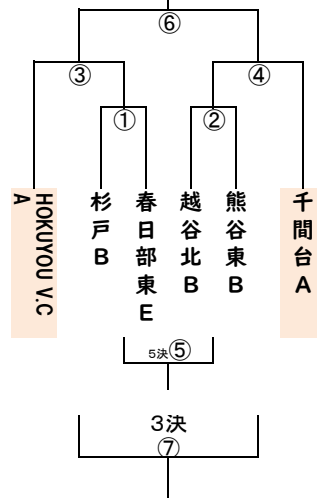 ⑥
③
④
①
②
HOKUYOU V.C
A
杉戸B
春日部東E
越谷北B
熊谷東B
千間台A
5決⑤
3決
⑦